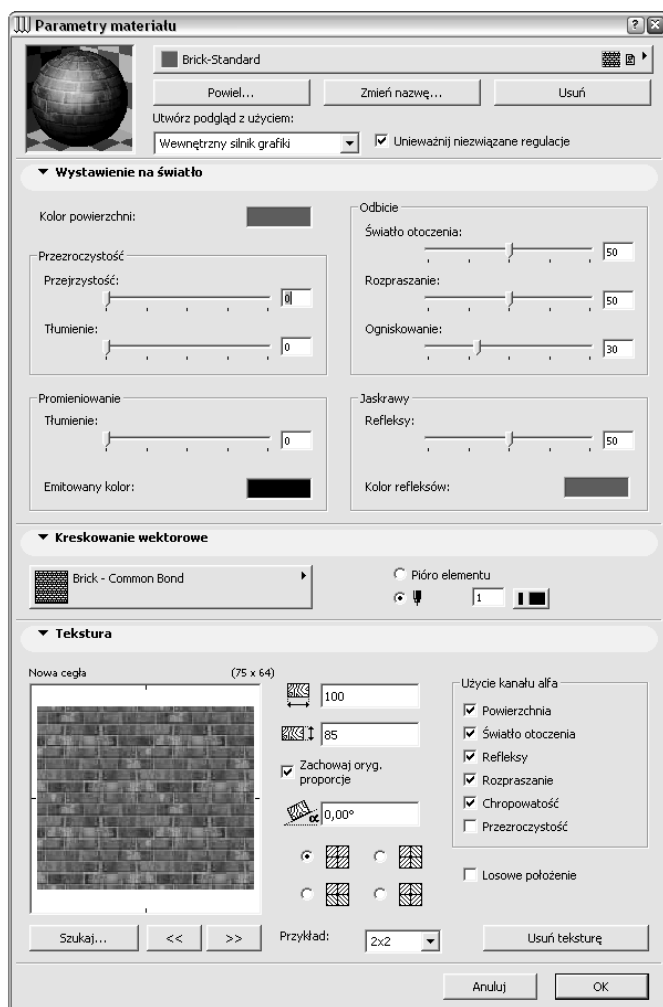 Parametry materiału
Brick-Standard
Powiel...
Zmień nazwę...
Usuń
Utwórz podgląd z użyciem:
Wewnętrzny silnik grafiki
Unieważnij niezwiązane regulacje
Wystawienie na światło
Kolor powierzchni:
Przezroczystość
Przejrzystość:
0
Tłumienie:
0
Odbicie
Światło otoczenia:
50
Rozpraszanie:
50
Ogniskowanie:
30
Promieniowanie
Tłumienie:
0
Emitowany kolor:
Jaskrawy
Refleksy:
50
Kolor refleksów:
Kreskowanie wektorowe
Brick - Common Bond
Pióro elementu
1
Tekstura
Nowa cegła (75 x 64)
100
85
Zachowaj oryg.
proporcje
α 0,00°
Użycie kanału alfa
Powierzchnia
Światło otoczenia
Refleksy
Rozpraszanie
Chropowatość
Przezroczystość
Losowe położenie
Szukaj...
<<
>>
Przykład:
2x2
Usuń teksturę
Anuluj
OK